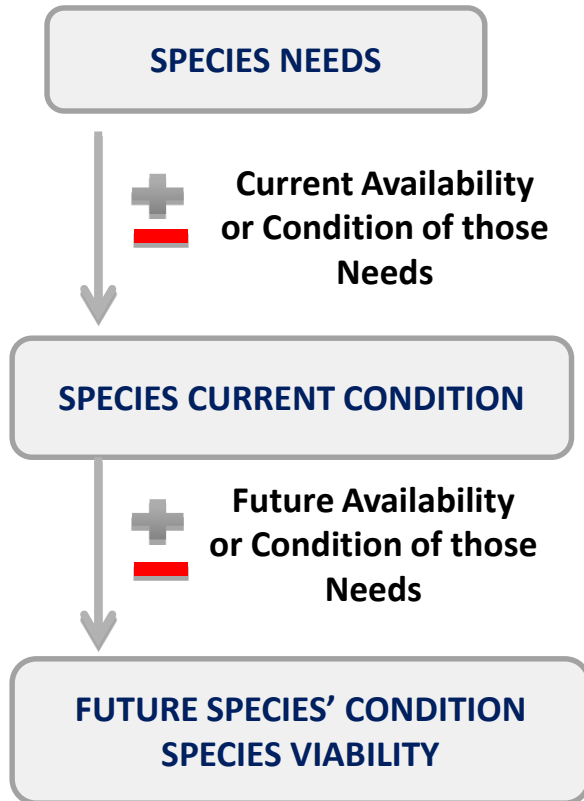 SPECIES NEEDS
Current Availability
or Condition of those
Needs
SPECIES CURRENT CONDITION
Future Availability
or Condition of those
Needs
FUTURE SPECIES’ CONDITION
SPECIES VIABILITY